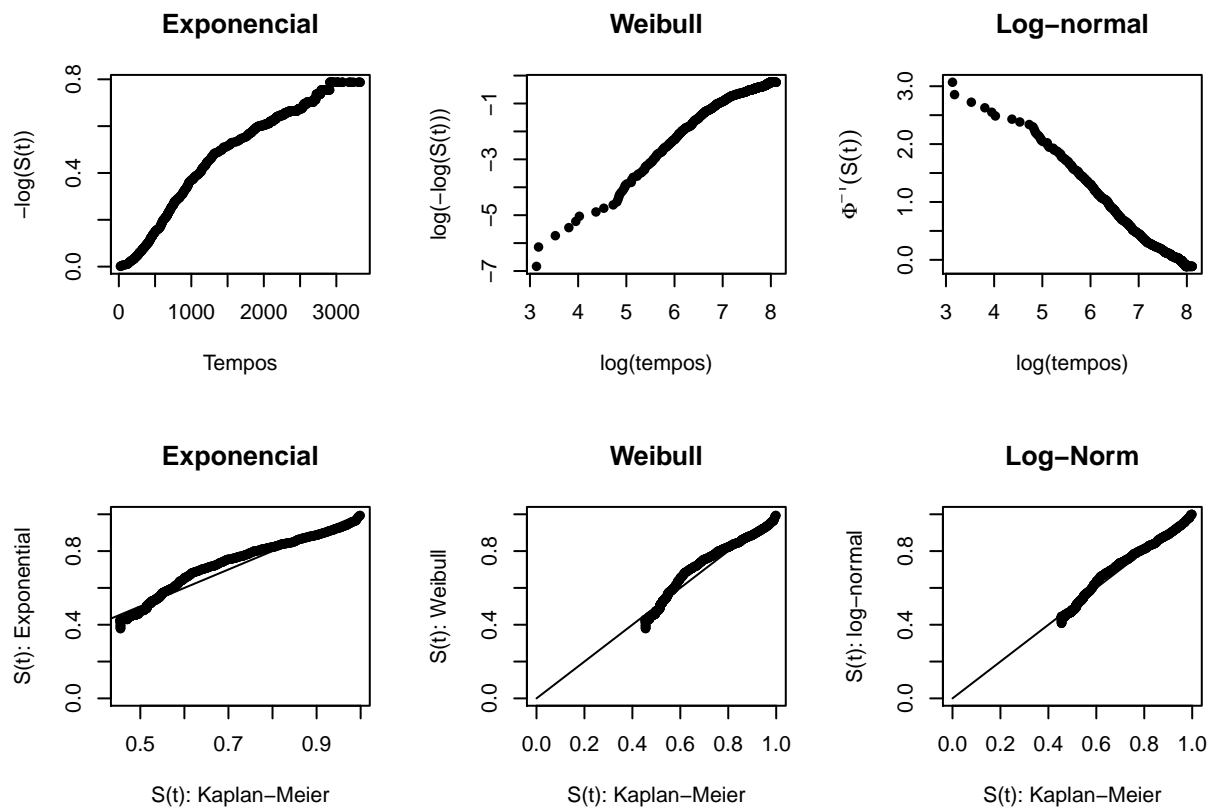 Exponencial
−log(S(t))
0.0 0.4 0.8
0 1000 2000 3000
Tempos
Weibull
log(−log(S(t)))
−7 −5 −3 −1
3 4 5 6 7 8
log(tempos)
Log−normal
Φ⁻¹(S(t))
0.0 1.0 2.0 3.0
3 4 5 6 7 8
log(tempos)
Exponencial
S(t): Exponential
0.0 0.4 0.8
0.5 0.7 0.9
S(t): Kaplan−Meier
Weibull
S(t): Weibull
0.0 0.4 0.8
0.0 0.2 0.4 0.6 0.8 1.0
S(t): Kaplan−Meier
Log−Norm
S(t): log−normal
0.0 0.4 0.8
0.0 0.2 0.4 0.6 0.8 1.0
S(t): Kaplan−Meier